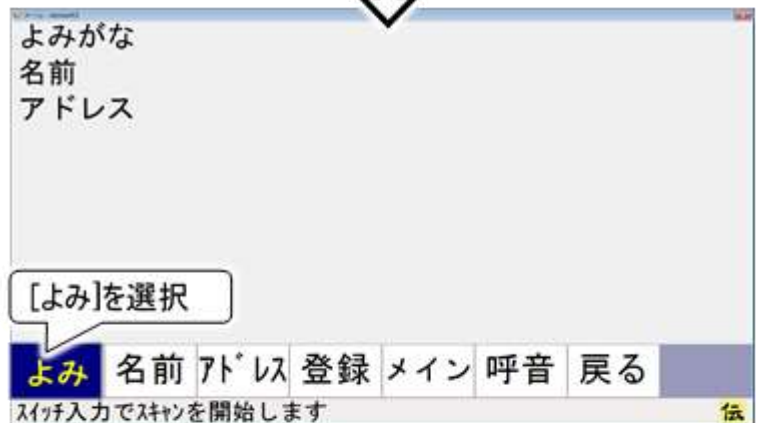 よみがな
名前
アドレス
[よみ]を選択
よみ 名前 ｱﾄﾞﾚｽ 登録 メイン 呼音 戻る
ｽｲｯﾁ入力でｽｷｬﾝを開始します 伝